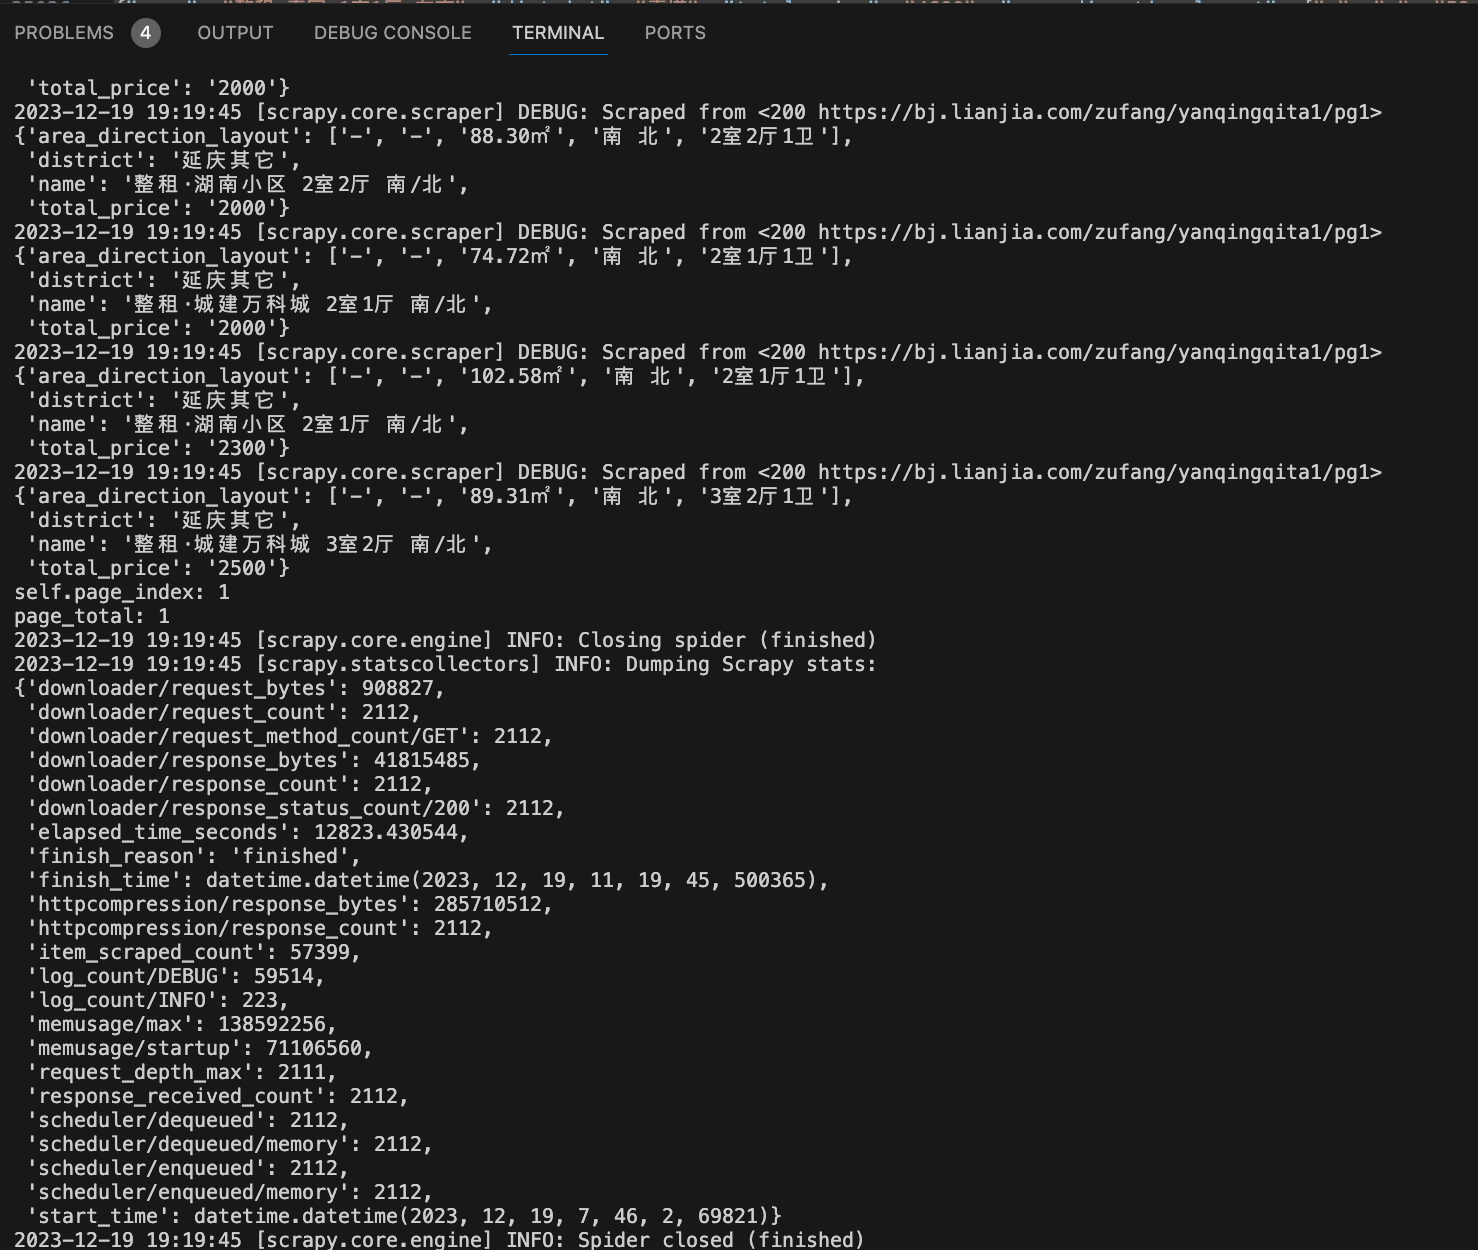 PROBLEMS 4 OUTPUT DEBUG CONSOLE TERMINAL PORTS
'total_price': '2000'}
2023-12-19 19:19:45 [scrapy.core.scraper] DEBUG: Scraped from <200 https://bj.lianjia.com/zufang/yanqingqita1/pg1>
{'area_direction_layout': ['-', '-', '88.30㎡', '南 北', '2室2厅1卫'],
'district': '延庆其它',
'name': '整租·湖南小区 2室2厅 南/北',
'total_price': '2000'}
2023-12-19 19:19:45 [scrapy.core.scraper] DEBUG: Scraped from <200 https://bj.lianjia.com/zufang/yanqingqita1/pg1>
{'area_direction_layout': ['-', '-', '74.72㎡', '南 北', '2室1厅1卫'],
'district': '延庆其它',
'name': '整租·城建万科城 2室1厅 南/北',
'total_price': '2000'}
2023-12-19 19:19:45 [scrapy.core.scraper] DEBUG: Scraped from <200 https://bj.lianjia.com/zufang/yanqingqita1/pg1>
{'area_direction_layout': ['-', '-', '102.58㎡', '南 北', '2室1厅1卫'],
'district': '延庆其它',
'name': '整租·湖南小区 2室1厅 南/北',
'total_price': '2300'}
2023-12-19 19:19:45 [scrapy.core.scraper] DEBUG: Scraped from <200 https://bj.lianjia.com/zufang/yanqingqita1/pg1>
{'area_direction_layout': ['-', '-', '89.31㎡', '南 北', '3室2厅1卫'],
'district': '延庆其它',
'name': '整租·城建万科城 3室2厅 南/北',
'total_price': '2500'}
self.page_index: 1
page_total: 1
2023-12-19 19:19:45 [scrapy.core.engine] INFO: Closing spider (finished)
2023-12-19 19:19:45 [scrapy.statscollectors] INFO: Dumping Scrapy stats:
{'downloader/request_bytes': 908827,
'downloader/request_count': 2112,
'downloader/request_method_count/GET': 2112,
'downloader/response_bytes': 41815485,
'downloader/response_count': 2112,
'downloader/response_status_count/200': 2112,
'elapsed_time_seconds': 12823.430544,
'finish_reason': 'finished',
'finish_time': datetime.datetime(2023, 12, 19, 11, 19, 45, 500365),
'httpcompression/response_bytes': 285710512,
'httpcompression/response_count': 2112,
'item_scraped_count': 57399,
'log_count/DEBUG': 59514,
'log_count/INFO': 223,
'memusage/max': 138592256,
'memusage/startup': 71106560,
'request_depth_max': 2111,
'response_received_count': 2112,
'scheduler/dequeued': 2112,
'scheduler/dequeued/memory': 2112,
'scheduler/enqueued': 2112,
'scheduler/enqueued/memory': 2112,
'start_time': datetime.datetime(2023, 12, 19, 7, 46, 2, 69821)}
2023-12-19 19:19:45 [scrapy.core.engine] INFO: Spider closed (finished)